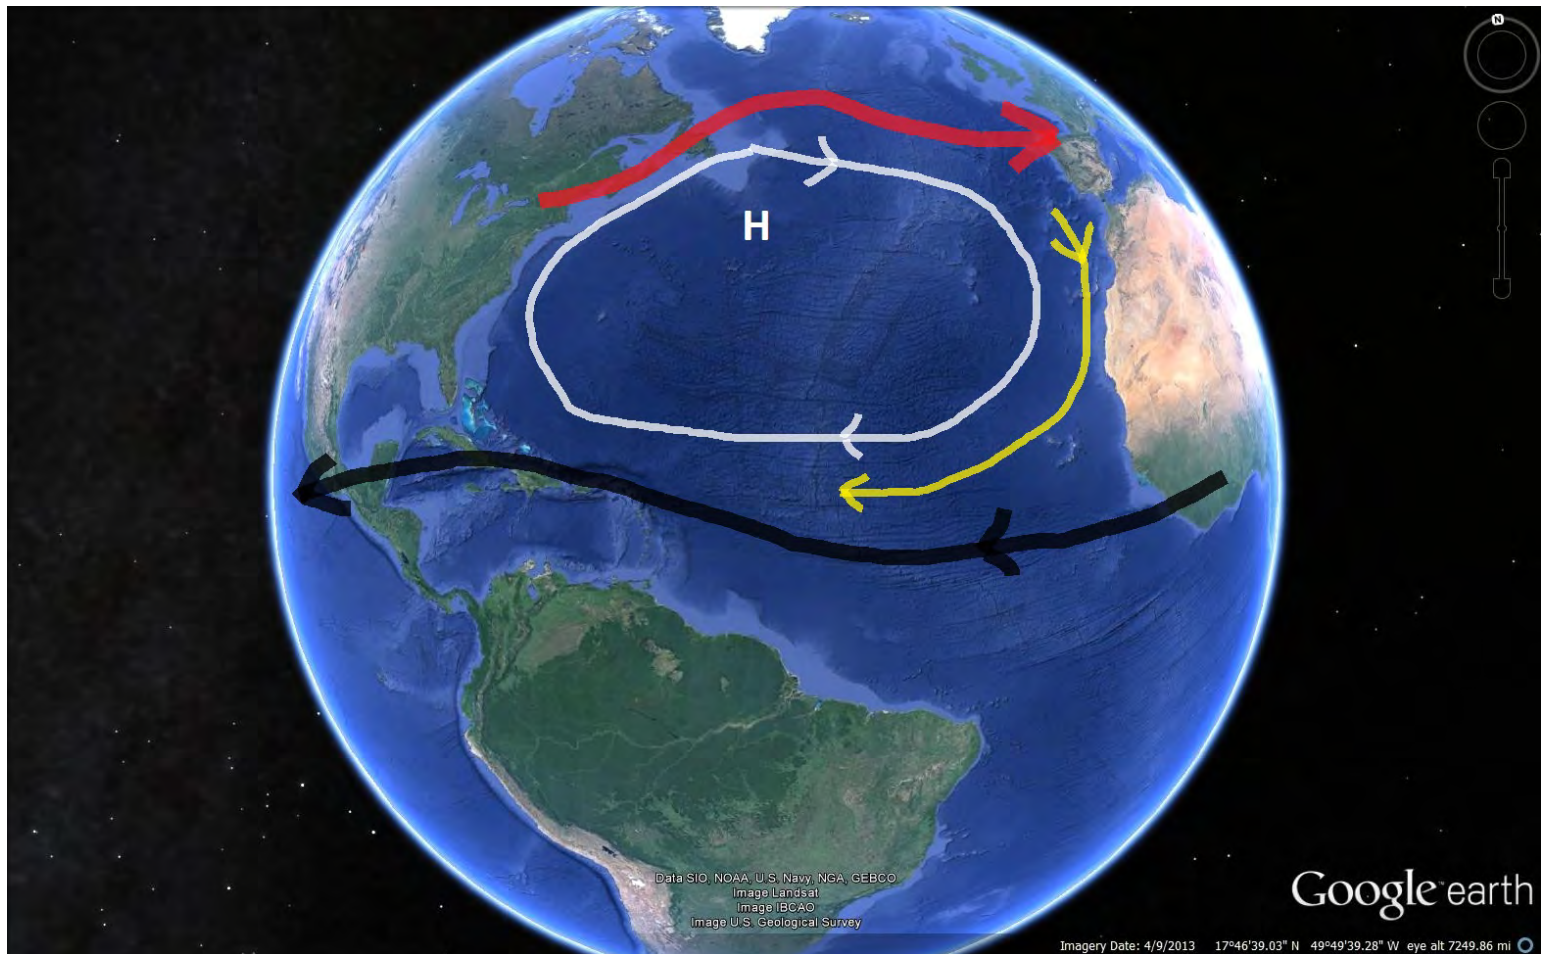 N
H
Data SIO, NOAA, U.S. Navy, NGA, GEBCO
Image Landsat
Image IBCAO
Image U.S. Geological Survey
Google earth
Imagery Date: 4/9/2013 17°46'39.03" N 49°49'39.28" W eye alt 7249.86 mi